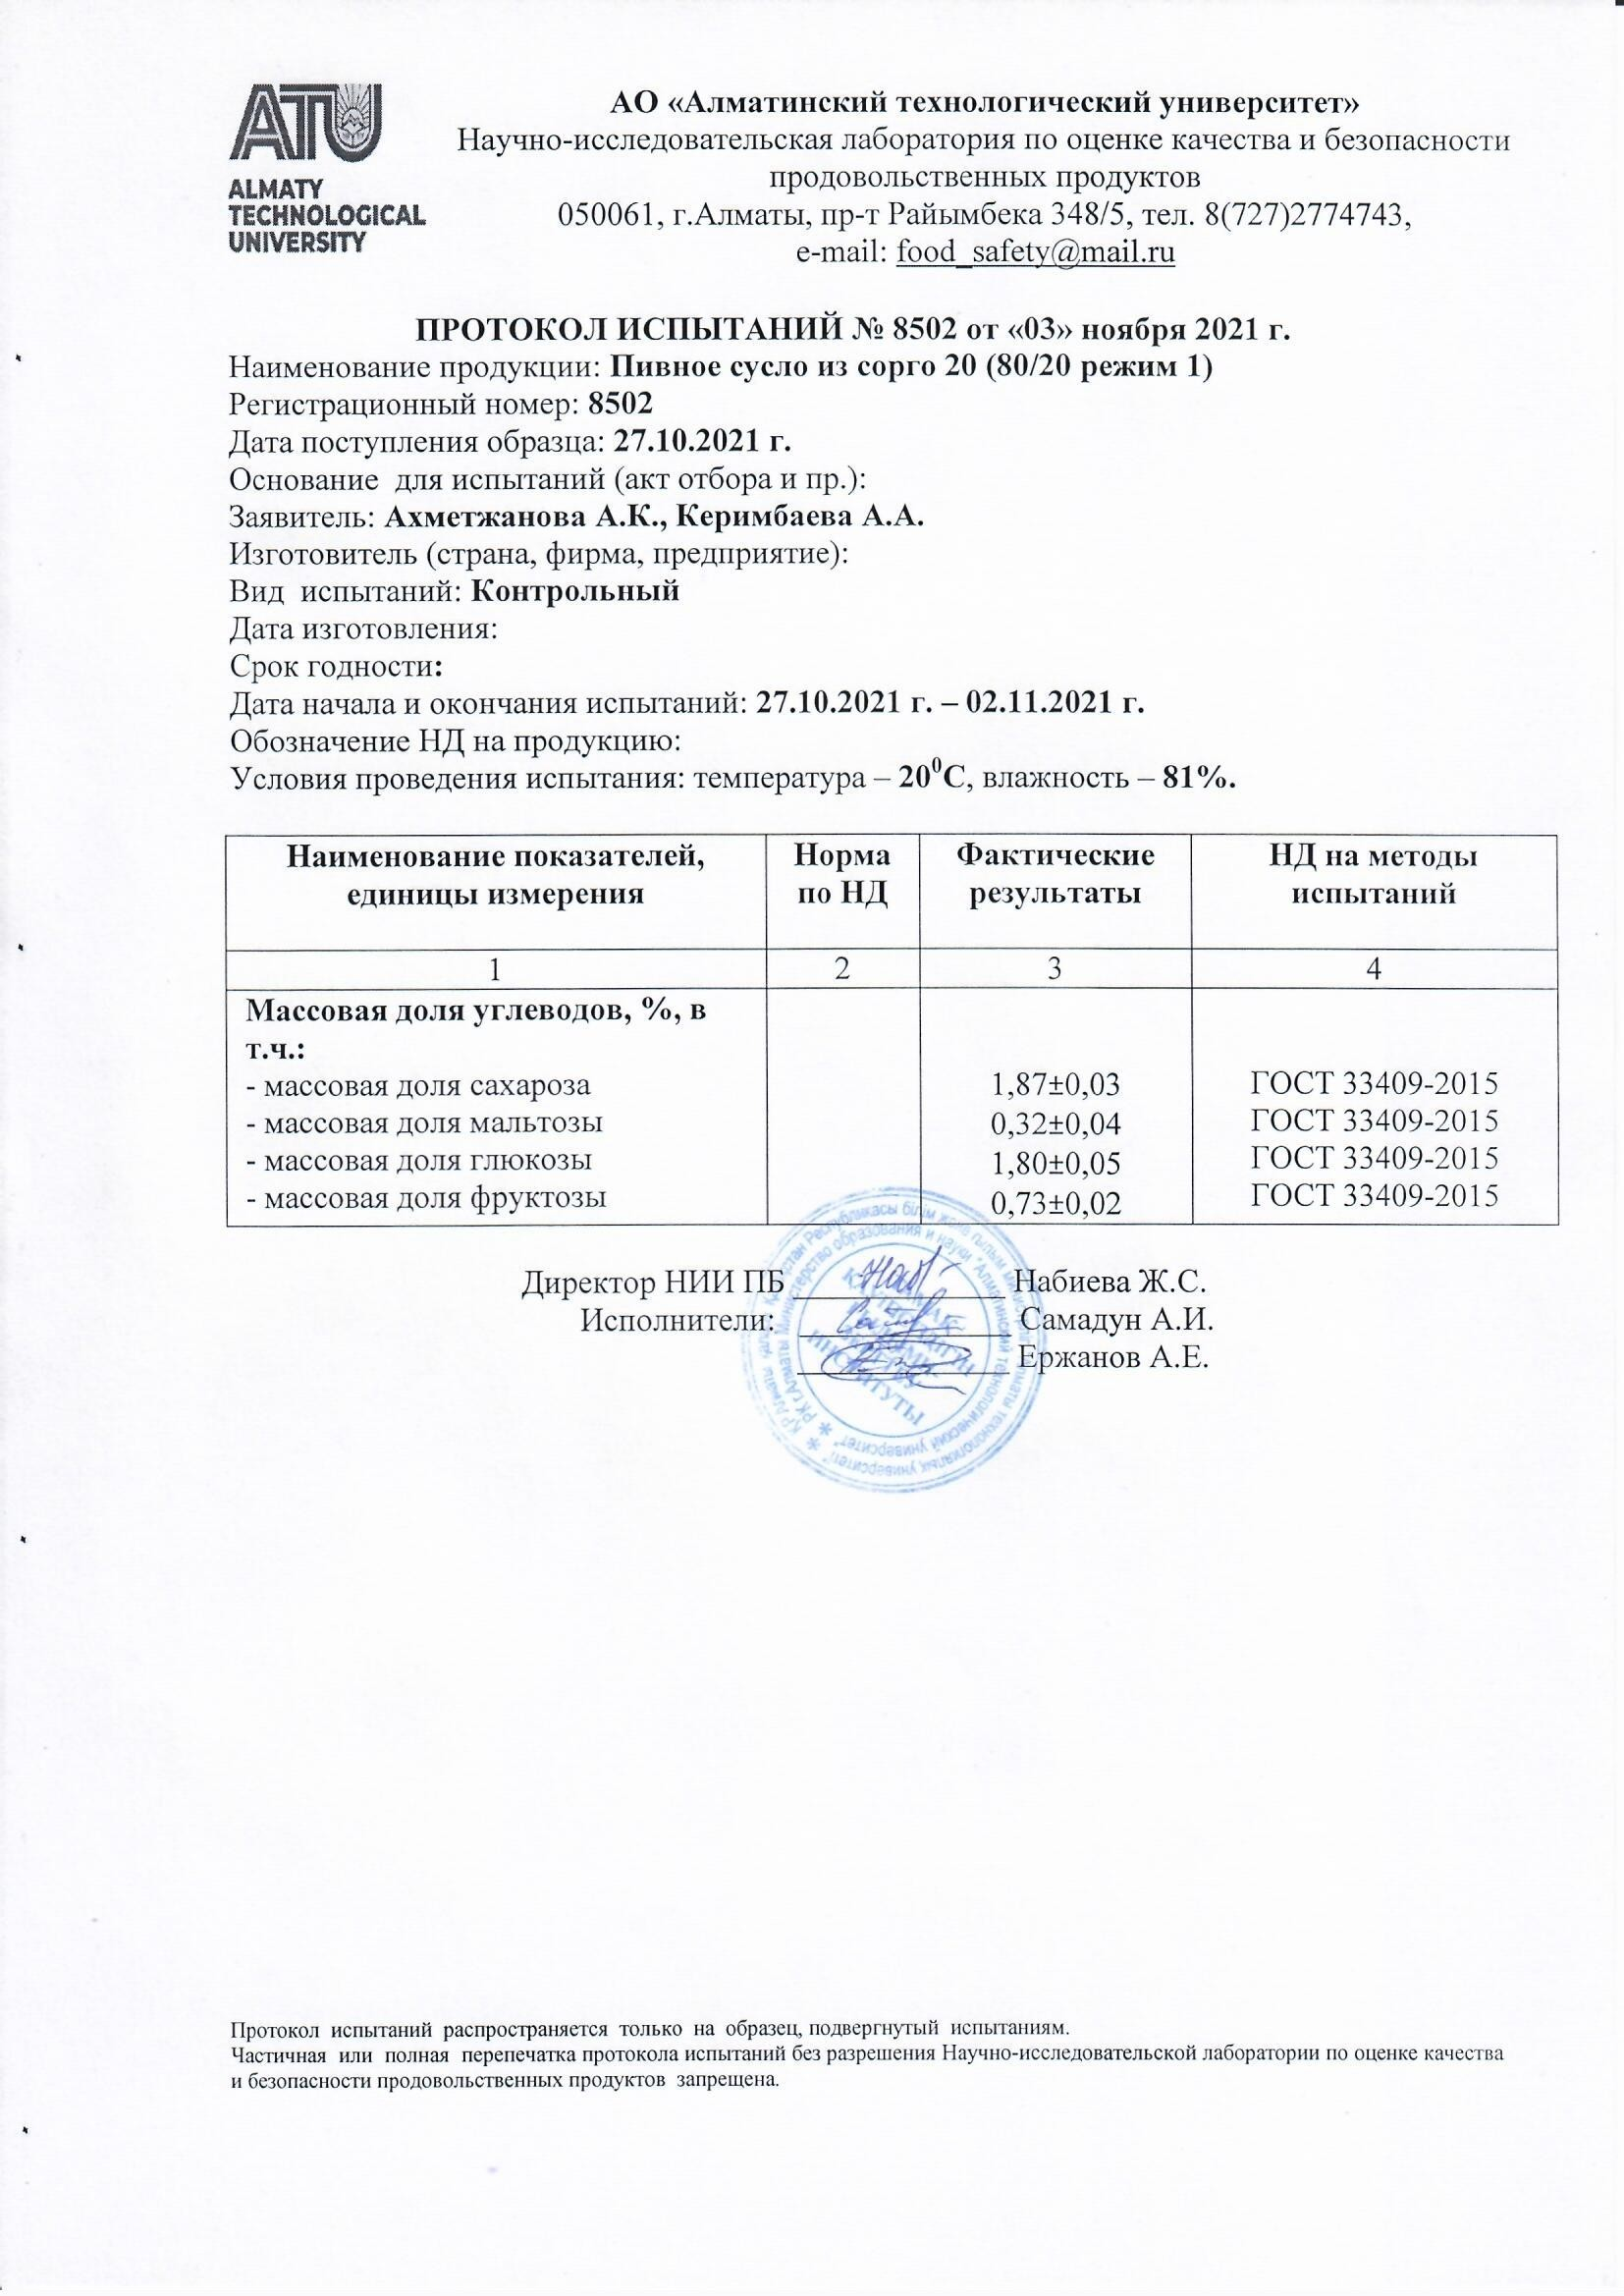 ATU
ALMATY
TECHNOLOGICAL
UNIVERSITY
АО «Алматинский технологический университет»
Научно-исследовательская лаборатория по оценке качества и безопасности
продовольственных продуктов
050061, г.Алматы, пр-т Райымбека 348/5, тел. 8(727)2774743,
e-mail: food_safety@mail.ru
ПРОТОКОЛ ИСПЫТАНИЙ № 8502 от «03» ноября 2021 г.
Наименование продукции: Пивное сусло из сорго 20 (80/20 режим 1)
Регистрационный номер: 8502
Дата поступления образца: 27.10.2021 г.
Основание для испытаний (акт отбора и пр.):
Заявитель: Ахметжанова А.К., Керимбаева А.А.
Изготовитель (страна, фирма, предприятие):
Вид испытаний: Контрольный
Дата изготовления:
Срок годности:
Дата начала и окончания испытаний: 27.10.2021 г. – 02.11.2021 г.
Обозначение НД на продукцию:
Условия проведения испытания: температура – 20⁰С, влажность – 81%.
Наименование показателей, Норма Фактические НД на методы
единицы измерения по НД результаты испытаний
1 2 3 4
Массовая доля углеводов, %, в
т.ч.:
- массовая доля сахароза 1,87±0,03 ГОСТ 33409-2015
- массовая доля мальтозы 0,32±0,04 ГОСТ 33409-2015
- массовая доля глюкозы 1,80±0,05 ГОСТ 33409-2015
- массовая доля фруктозы 0,73±0,02 ГОСТ 33409-2015
Директор НИИ ПБ Набиева Ж.С.
Исполнители: Самадун А.И.
Ержанов А.Е.
Протокол испытаний распространяется только на образец, подвергнутый испытаниям.
Частичная или полная перепечатка протокола испытаний без разрешения Научно-исследовательской лаборатории по оценке качества
и безопасности продовольственных продуктов запрещена.